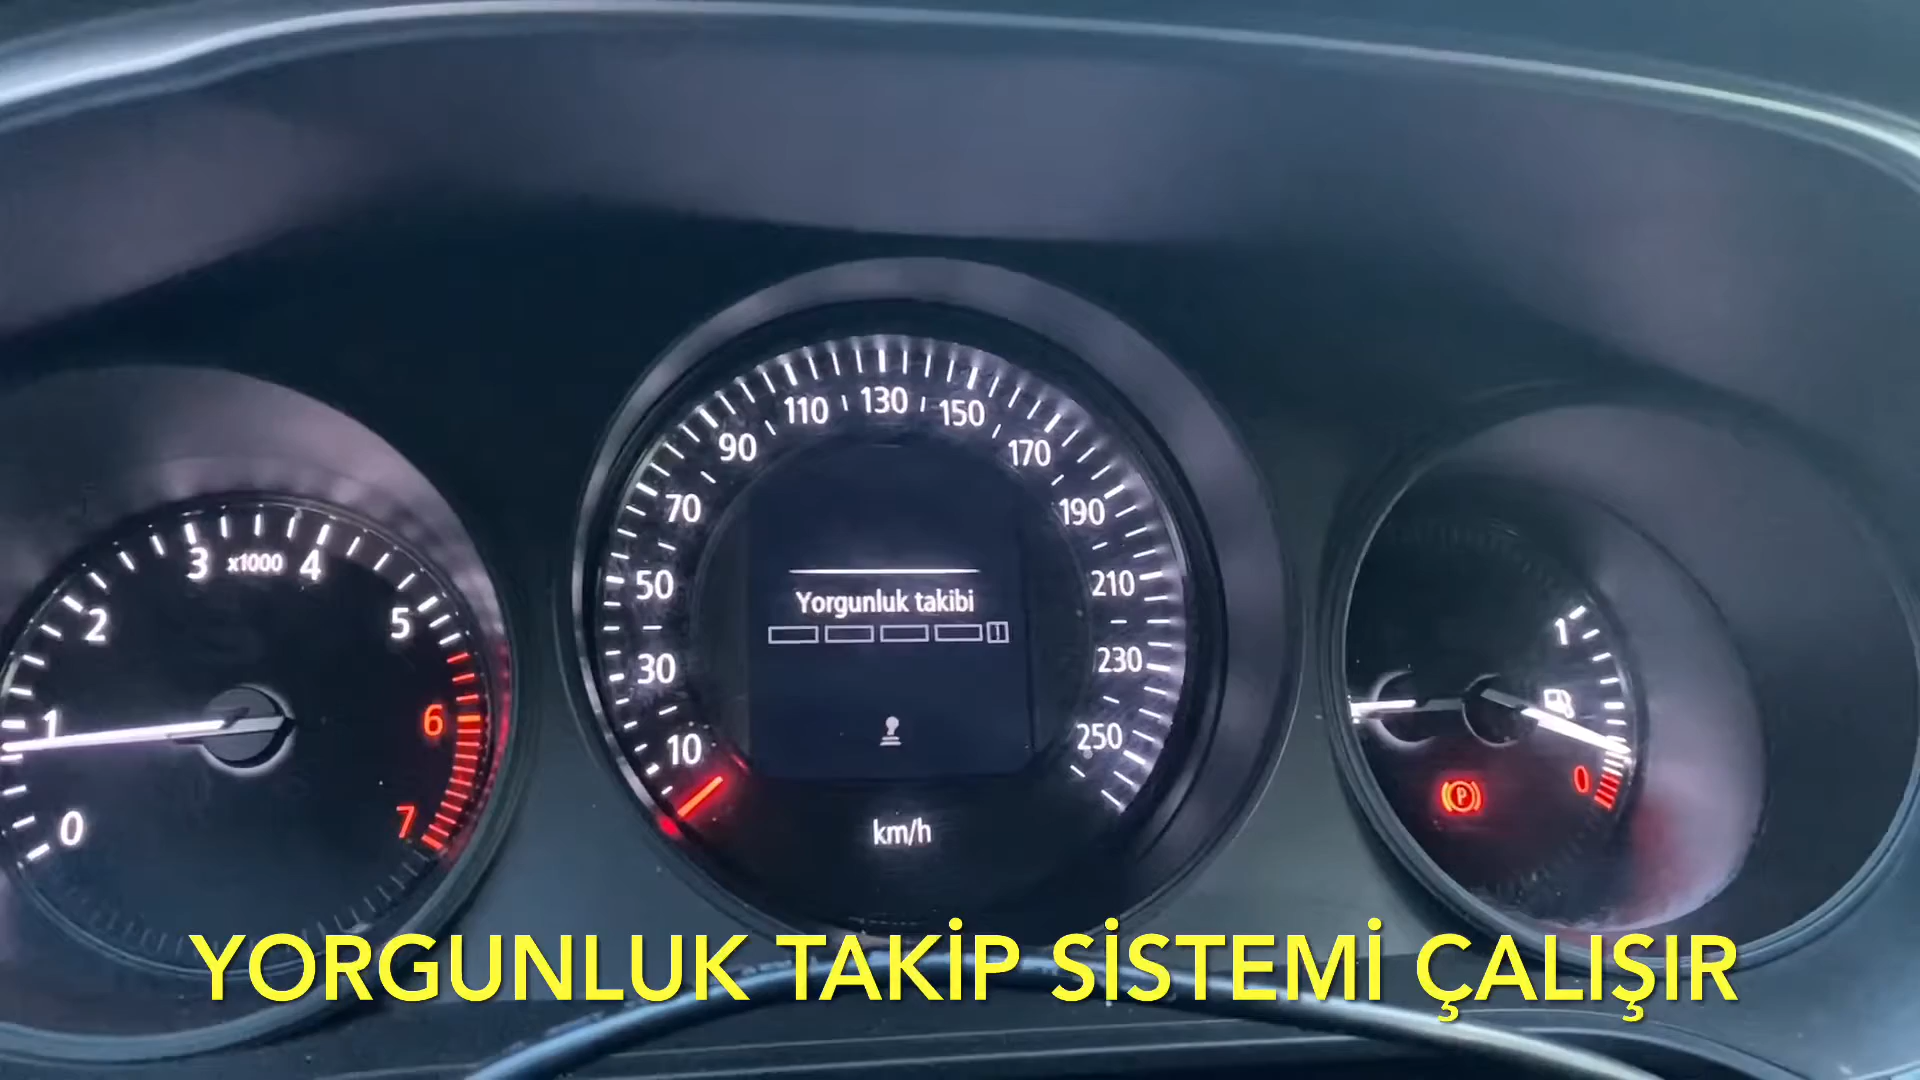 110 130 150
90 170
70 190
3 x1000 4
50 210
2 5
Yorgunluk takibi
1
30 230
1 6
10 250
0
7 P
0 km/h
YORGUNLUK TAKİP SİSTEMİ ÇALIŞIR